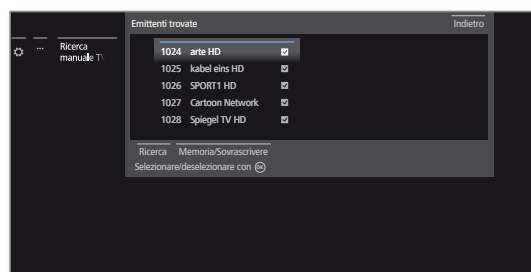 Emittenti trovate
Indietro
...
Ricerca
manuale TV
1024 arte HD
1025 kabel eins HD
1026 SPORT1 HD
1027 Cartoon Network
1028 Spiegel TV HD
Ricerca Memoria/Sovrascrivere
Selezionare/deselezionare con OK